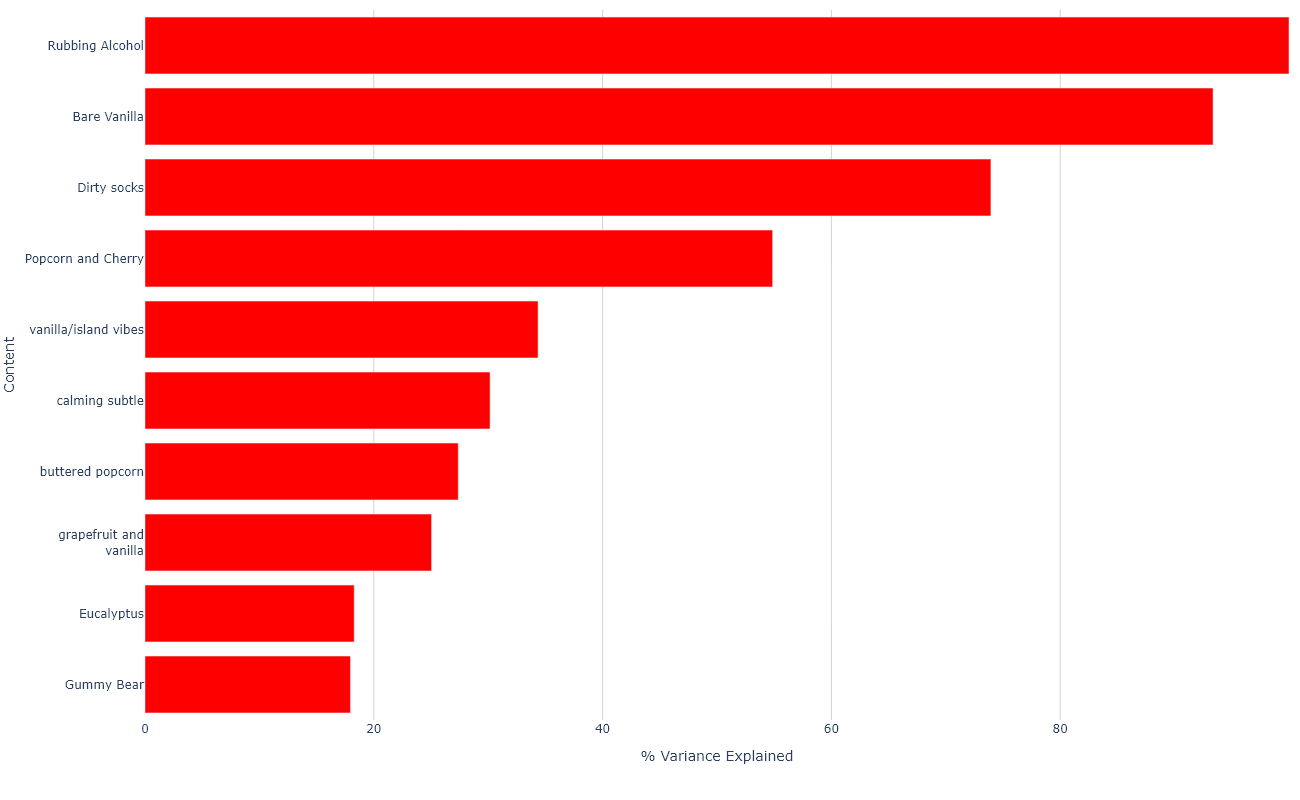 Rubbing Alcohol
Bare Vanilla
Dirty socks
Popcorn and Cherry
vanilla/island vibes
calming subtle
buttered popcorn
grapefruit and
vanilla
Eucalyptus
Gummy Bear
Content
0 20 40 60 80
% Variance Explained